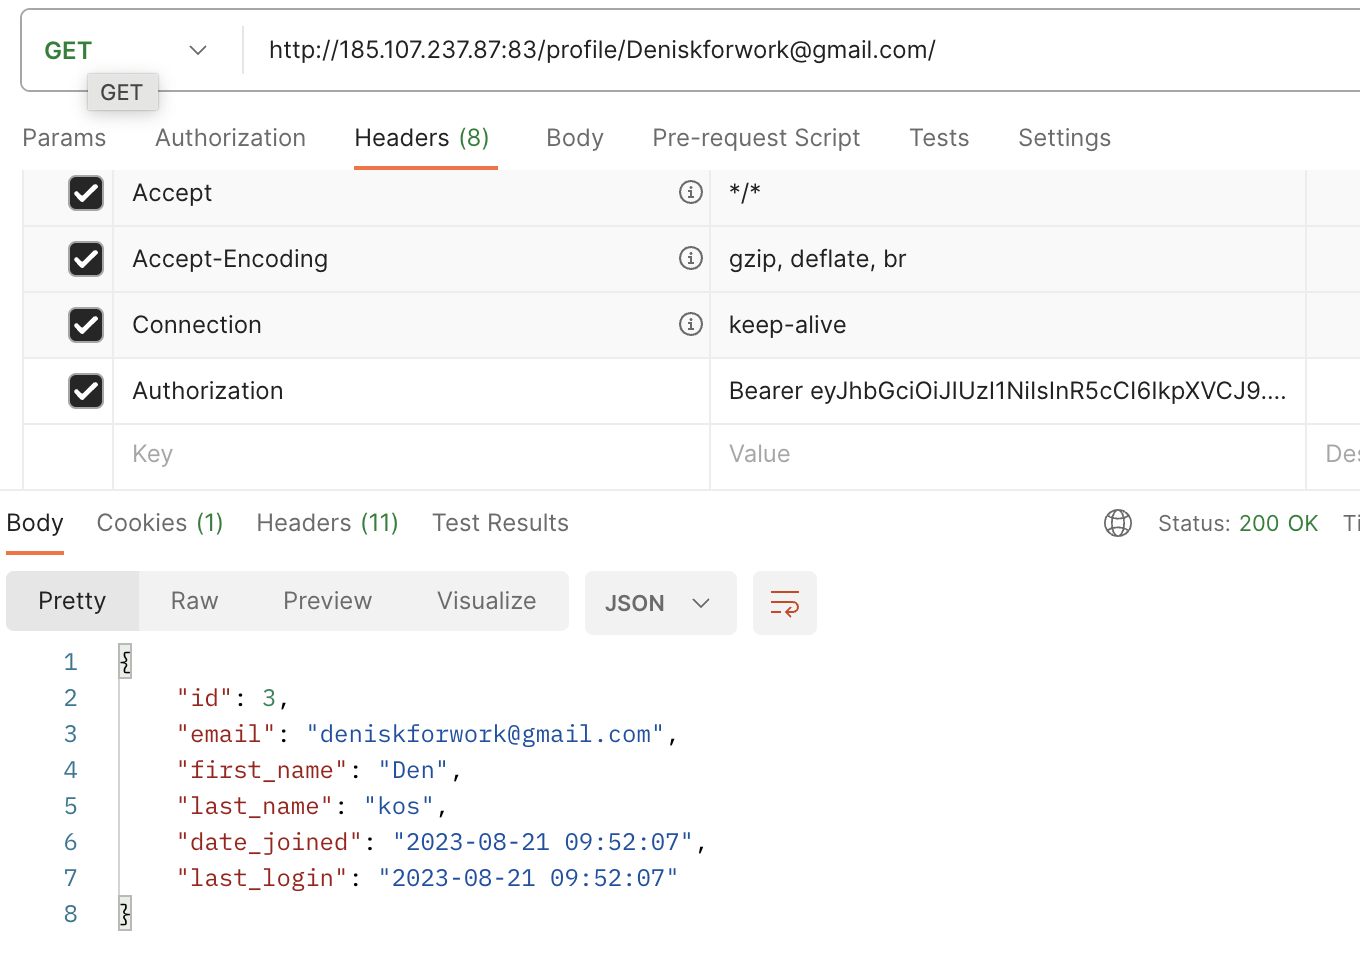 GET http://185.107.237.87:83/profile/Deniskforwork@gmail.com/
GET
Params Authorization Headers (8) Body Pre-request Script Tests Settings
Accept */*
Accept-Encoding gzip, deflate, br
Connection keep-alive
Authorization Bearer eyJhbGciOiJIUzI1NiIsInR5cCI6IkpXVCJ9....
Key Value Des
Body Cookies (1) Headers (11) Test Results Status: 200 OK Ti
Pretty Raw Preview Visualize JSON
1 {
2 "id": 3,
3 "email": "deniskforwork@gmail.com",
4 "first_name": "Den",
5 "last_name": "kos",
6 "date_joined": "2023-08-21 09:52:07",
7 "last_login": "2023-08-21 09:52:07"
8 }